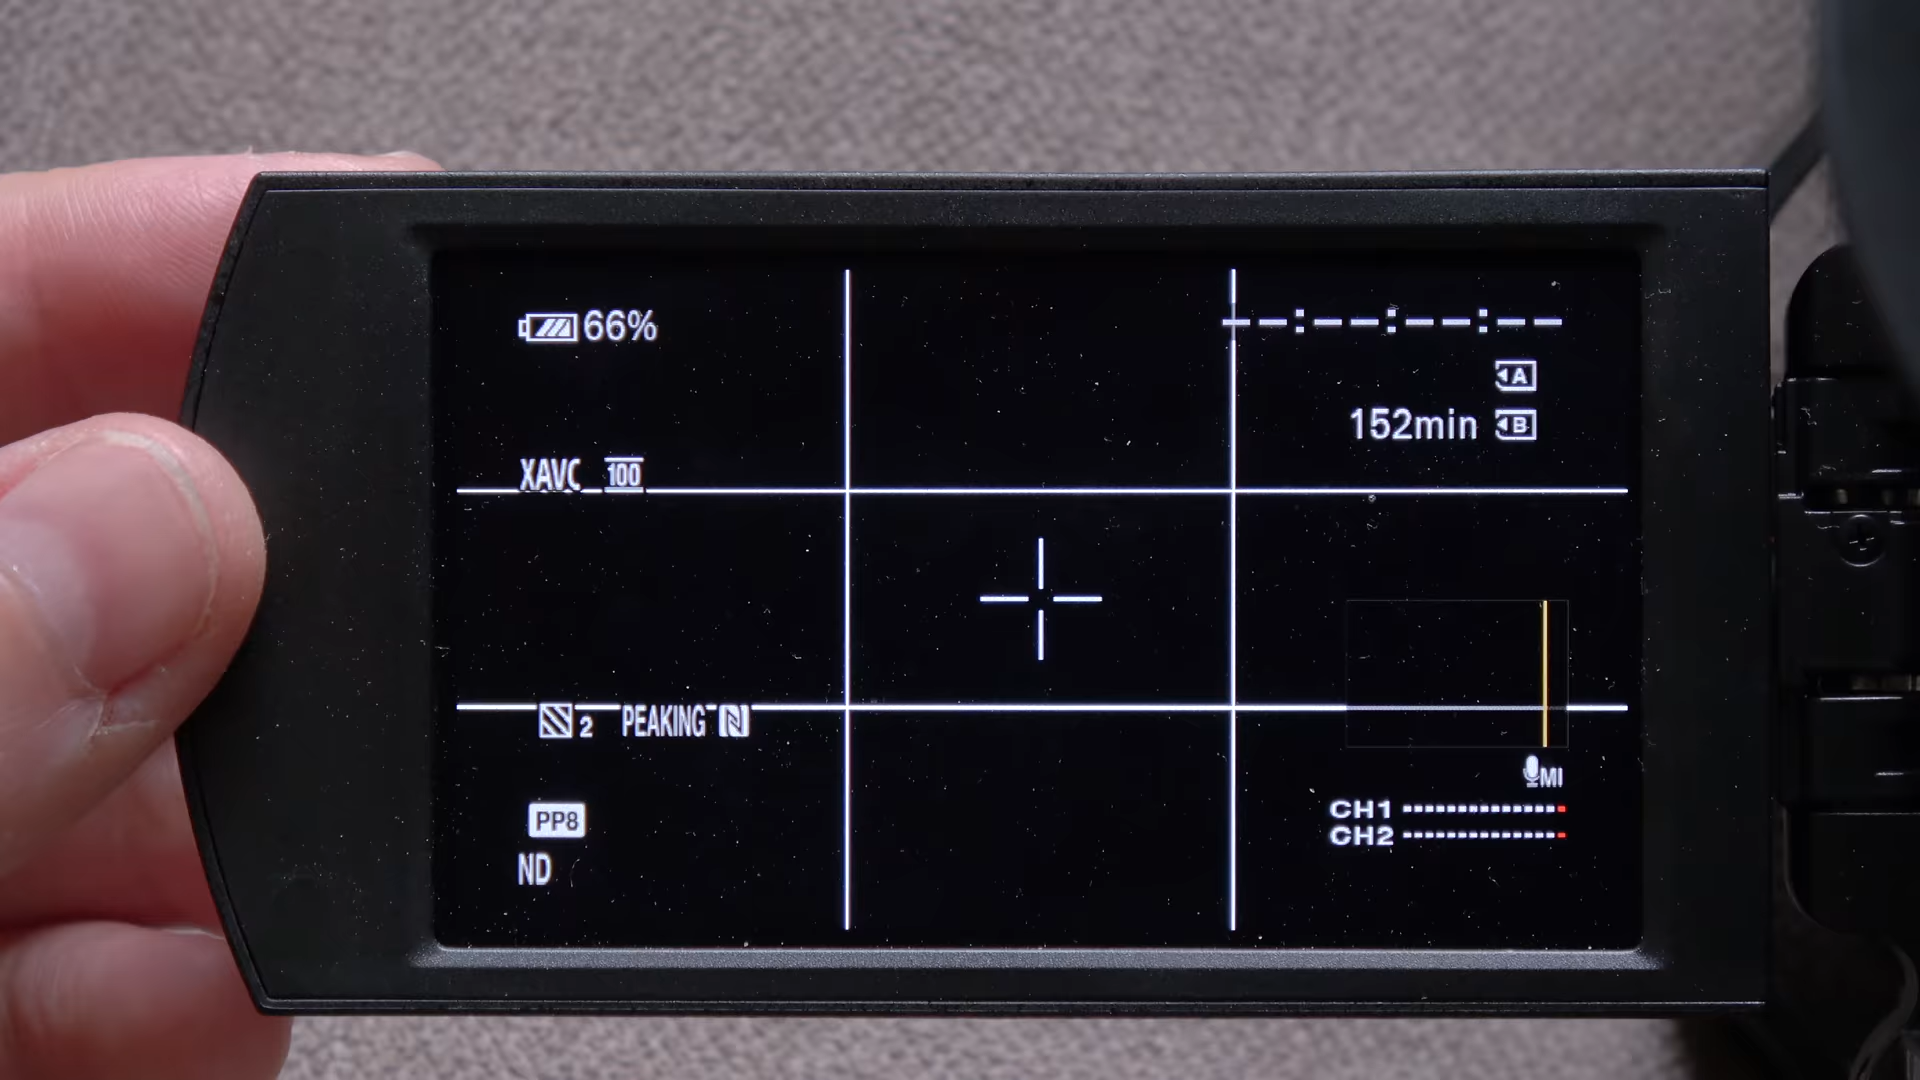 66%
--:--:--:--
A
152min B
XAVC 100
2 PEAKING N
MI
PP8
CH1
CH2
ND